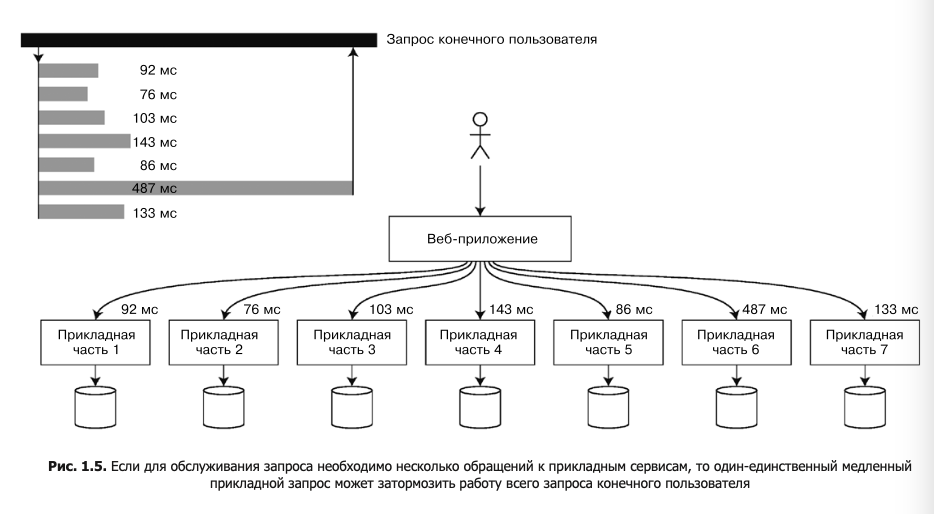 Запрос конечного пользователя
92 мс
76 мс
103 мс
143 мс
86 мс
487 мс
133 мс
Веб-приложение
92 мс
76 мс
103 мс
143 мс
86 мс
487 мс
133 мс
Прикладная
часть 1
Прикладная
часть 2
Прикладная
часть 3
Прикладная
часть 4
Прикладная
часть 5
Прикладная
часть 6
Прикладная
часть 7
Рис. 1.5. Если для обслуживания запроса необходимо несколько обращений к прикладным сервисам, то один-единственный медленный
прикладной запрос может затормозить работу всего запроса конечного пользователя